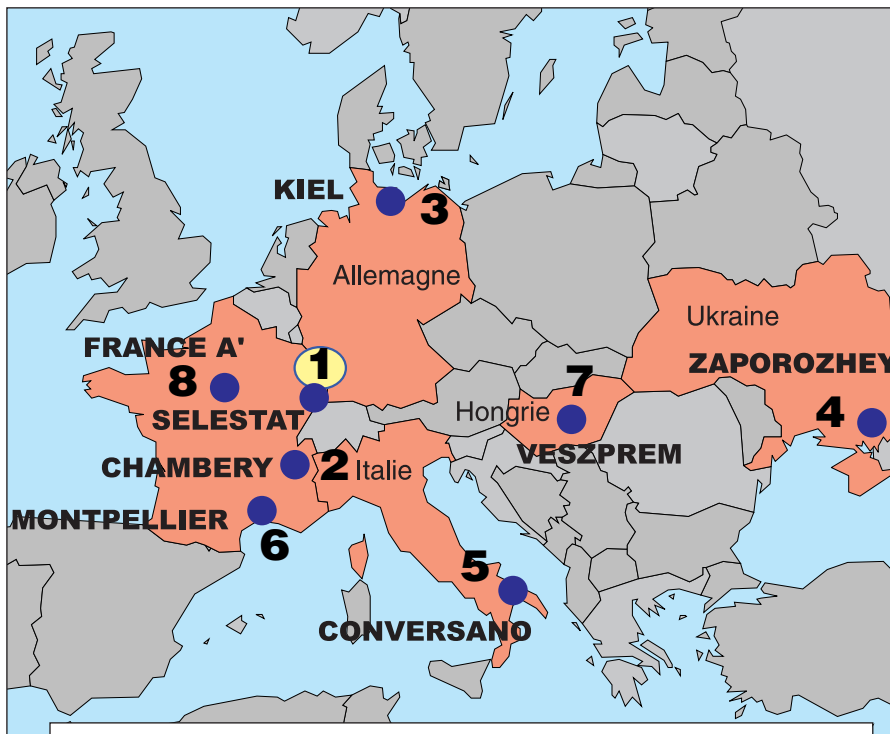 KIEL
3
Allemagne
Ukraine
FRANCE A'
1
ZAPOROZHEY
8
7
SELESTAT
Hongrie
4
VESZPREM
CHAMBERY
2
Italie
MONTPELLIER
6
5
CONVERSANO